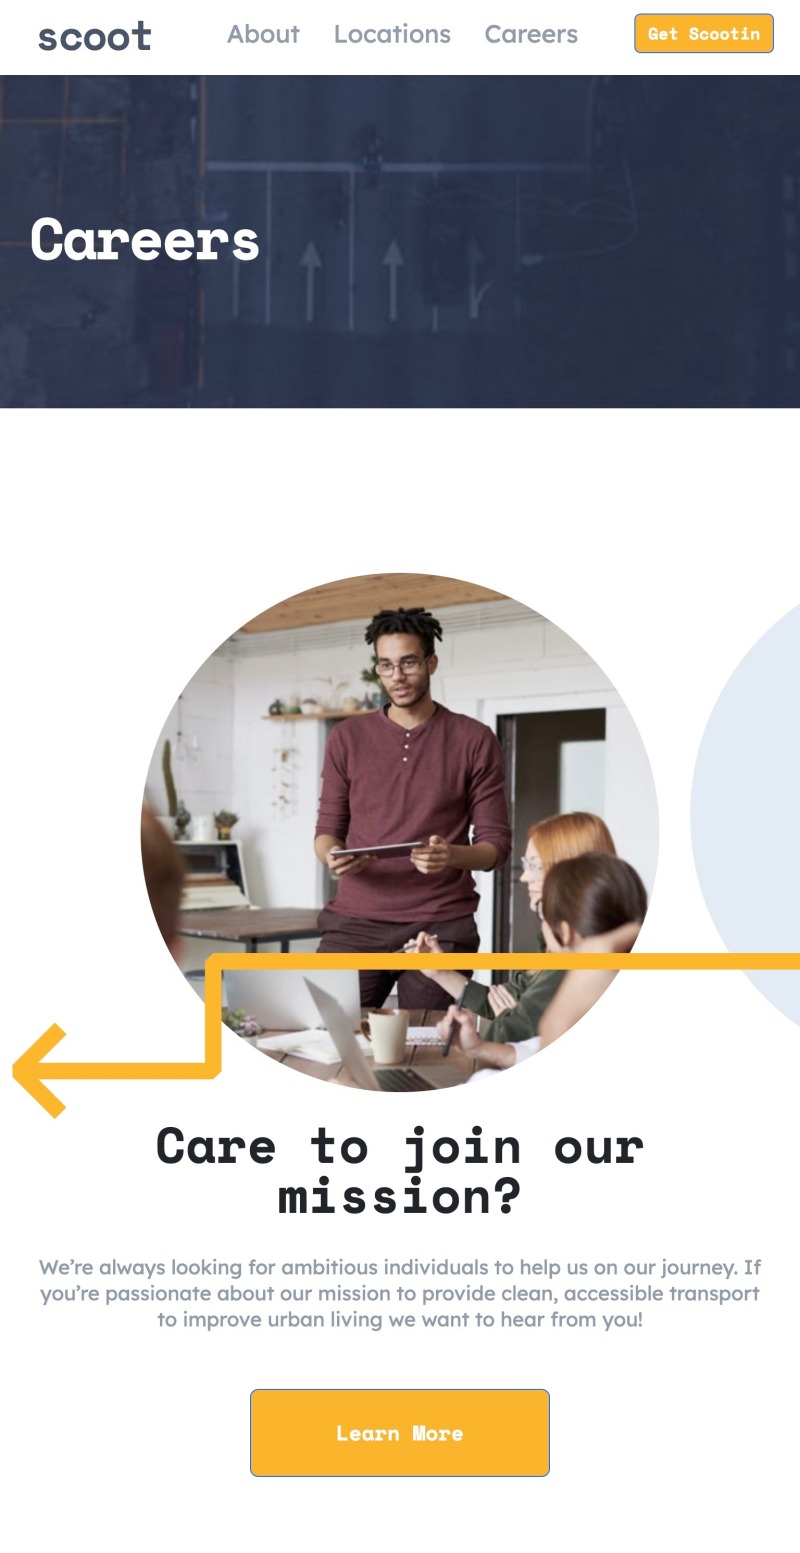 scoot
About
Locations
Careers
Get Scootin
Careers
Care to join our
mission?
We’re always looking for ambitious individuals to help us on our journey. If
you’re passionate about our mission to provide clean, accessible transport
to improve urban living we want to hear from you!
Learn More